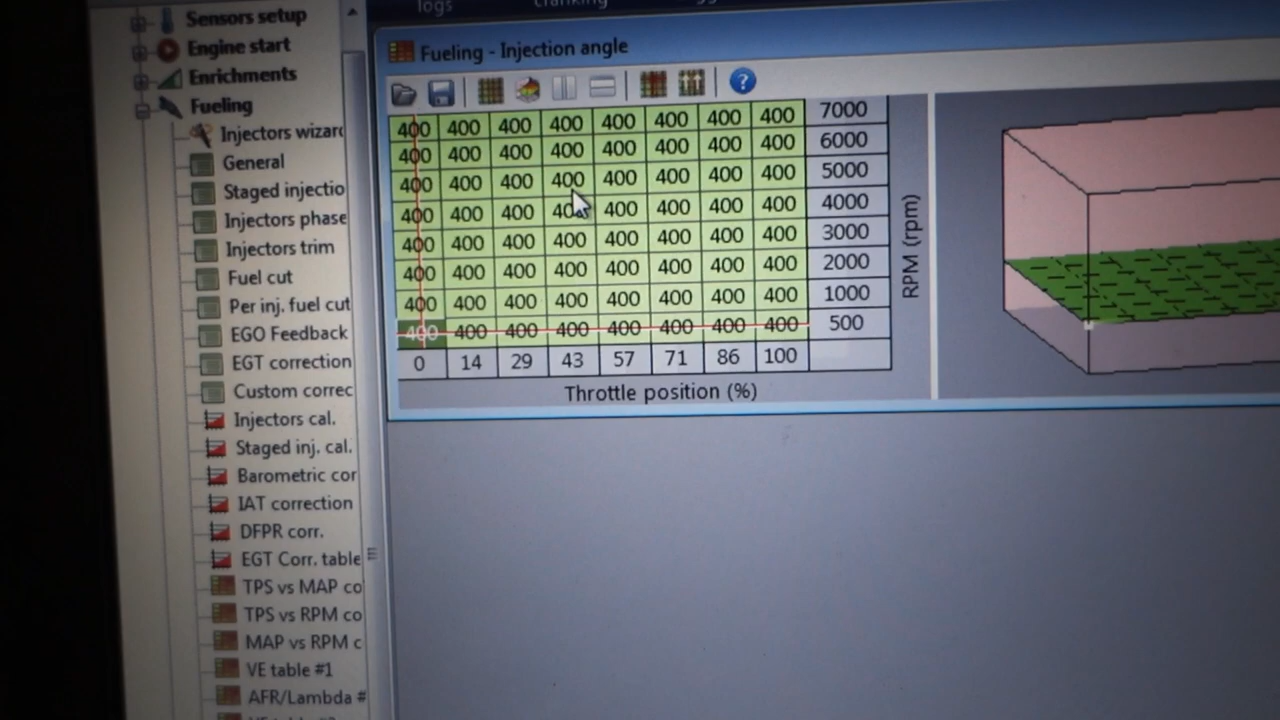 logs
cranking
Sensors setup
Engine start
Enrichments
Fueling
Injectors wizard
General
Staged injectio
Injectors phase
Injectors trim
Fuel cut
Per inj. fuel cut
EGO Feedback
EGT correction
Custom correc
Injectors cal.
Staged inj. cal.
Barometric cor
IAT correction
DFPR corr.
EGT Corr. table
TPS vs MAP co
TPS vs RPM co
MAP vs RPM c
VE table #1
AFR/Lambda #
Fueling - Injection angle
400 400 400 400 400 400 400 400 7000
400 400 400 400 400 400 400 400 6000
400 400 400 400 400 400 400 400 5000
400 400 400 400 400 400 400 400 4000
400 400 400 400 400 400 400 400 3000
400 400 400 400 400 400 400 400 2000
400 400 400 400 400 400 400 400 1000
400 400 400 400 400 400 400 400 500
0 14 29 43 57 71 86 100
Throttle position (%)
RPM (rpm)